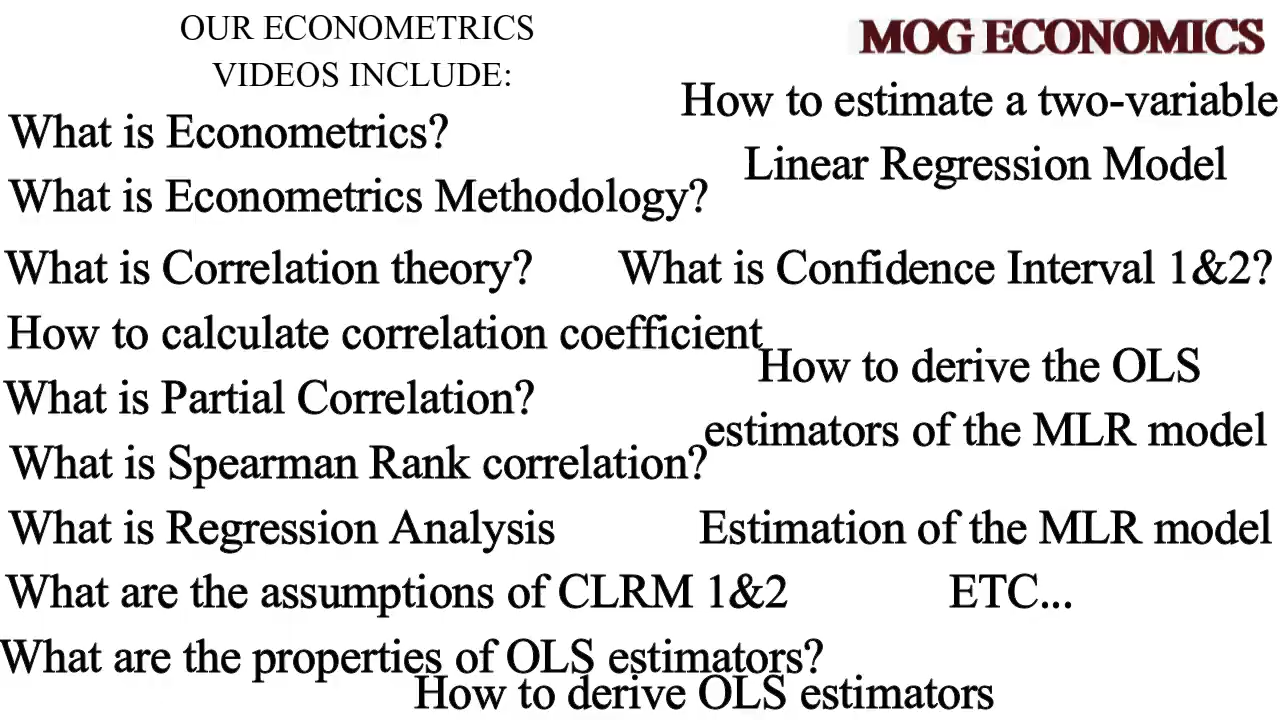 OUR ECONOMETRICS
VIDEOS INCLUDE:
What is Econometrics?
What is Econometrics Methodology?
What is Correlation theory?
How to calculate correlation coefficient
What is Partial Correlation?
What is Spearman Rank correlation?
What is Regression Analysis
What are the assumptions of CLRM 1&2
What are the properties of OLS estimators?
How to derive OLS estimators
MOG ECONOMICS
How to estimate a two-variable
Linear Regression Model
What is Confidence Interval 1&2?
How to derive the OLS
estimators of the MLR model
Estimation of the MLR model
ETC...